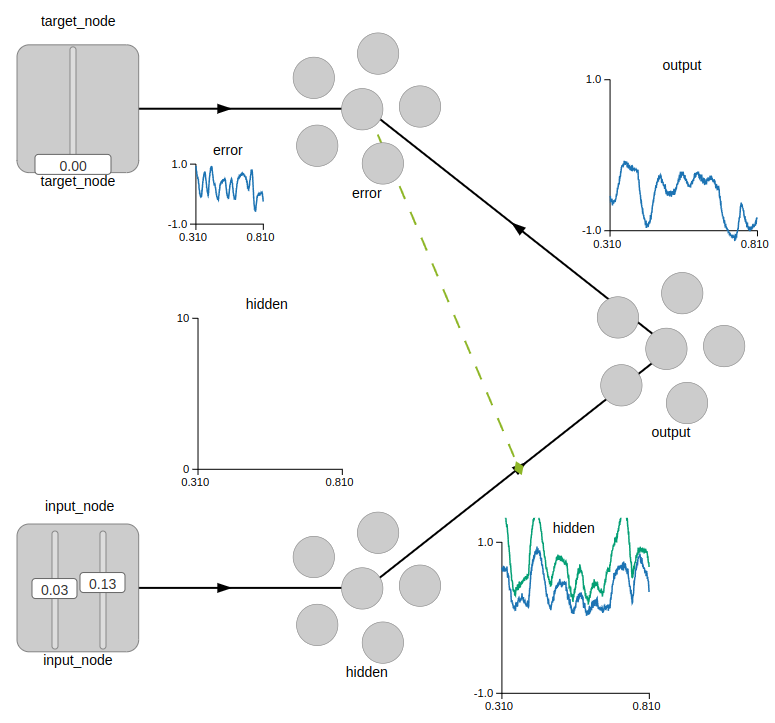 target_node
0.00
target_node
error
1.0
-1.0
0.310 0.810
error
output
1.0
-1.0
0.310 0.810
hidden
10
0
0.310 0.810
output
input_node
0.03 0.13
input_node
hidden
hidden
1.0
-1.0
0.310 0.810